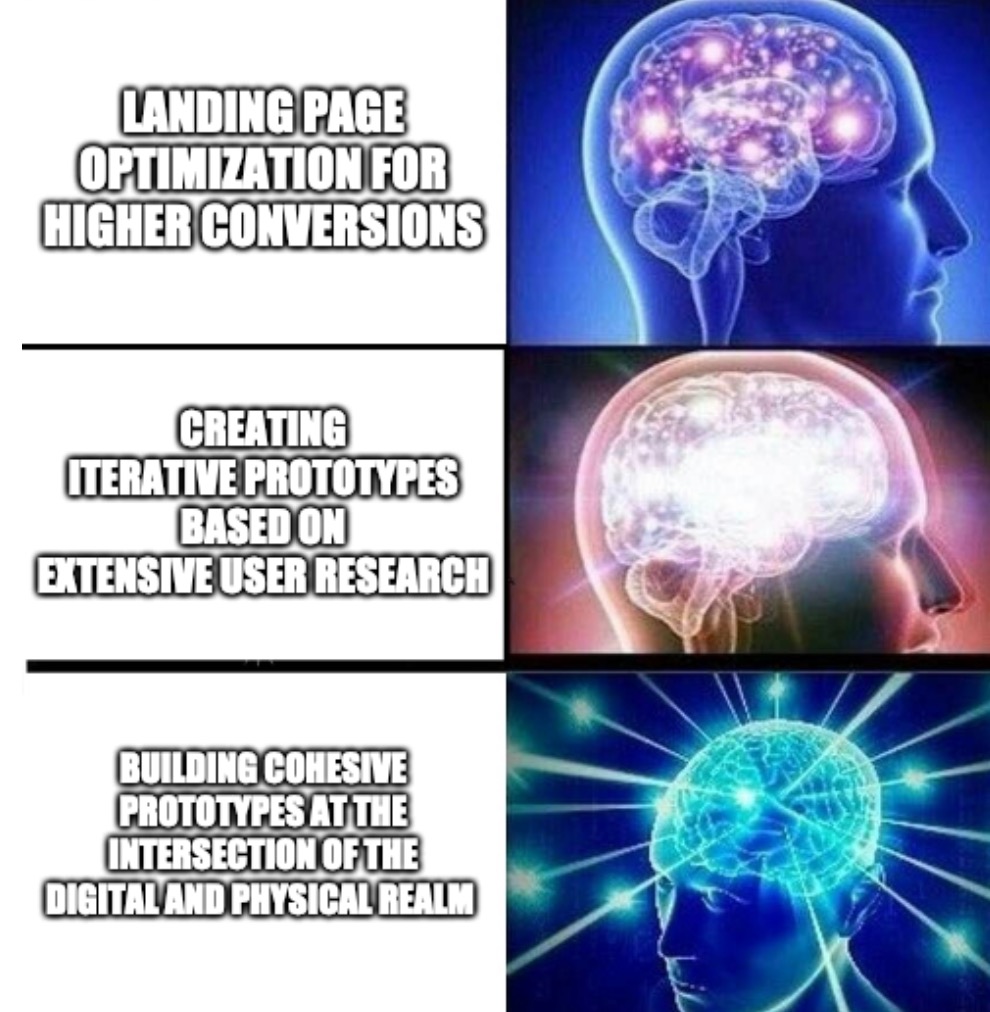 LANDING PAGE
OPTIMIZATION FOR
HIGHER CONVERSIONS
CREATING
ITERATIVE PROTOTYPES
BASED ON
EXTENSIVE USER RESEARCH
BUILDING COHESIVE
PROTOTYPES AT THE
INTERSECTION OF THE
DIGITAL AND PHYSICAL REALM